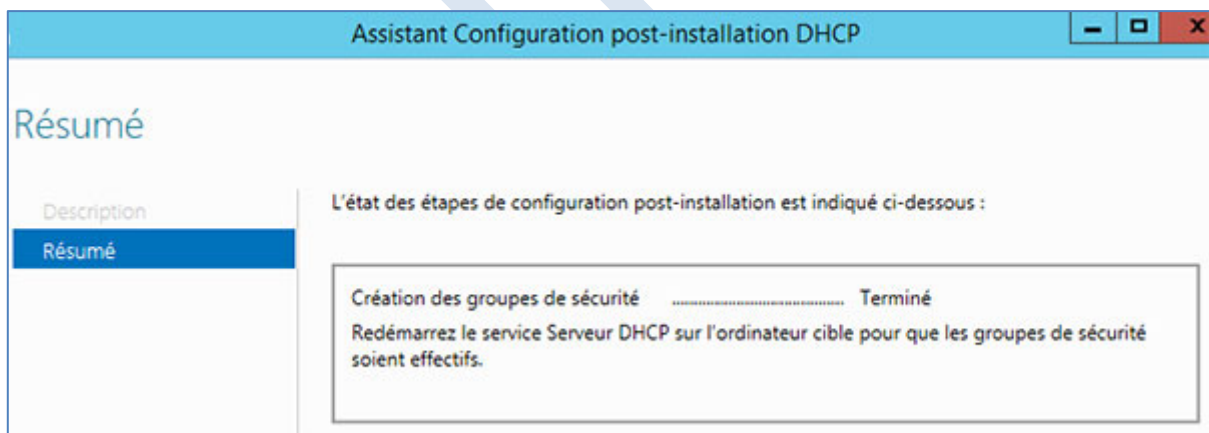 Assistant Configuration post-installation DHCP
Résumé
Description
Résumé
L'état des étapes de configuration post-installation est indiqué ci-dessous :
Création des groupes de sécurité ............................................ Terminé
Redémarrez le service Serveur DHCP sur l'ordinateur cible pour que les groupes de sécurité
soient effectifs.